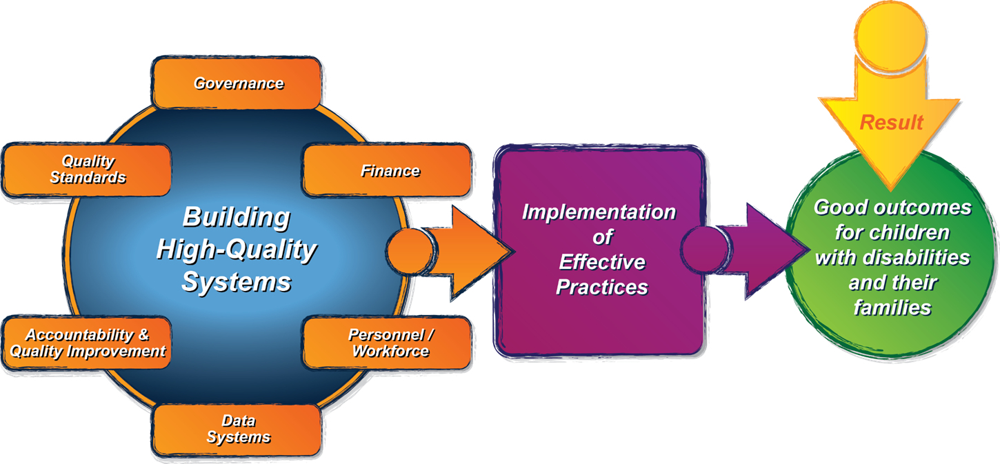 Governance
Quality
Standards
Finance
Building
High-Quality
Systems
Accountability &
Quality Improvement
Personnel /
Workforce
Data
Systems
Implementation
of
Effective
Practices
Result
Good outcomes
for children
with disabilities
and their
families